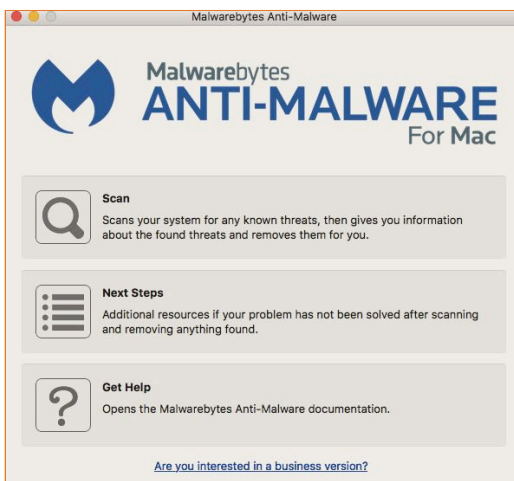 Malwarebytes Anti-Malware
Malwarebytes
ANTI-MALWARE
For Mac
Scan
Scans your system for any known threats, then gives you information
about the found threats and removes them for you.
Next Steps
Additional resources if your problem has not been solved after scanning
and removing anything found.
Get Help
Opens the Malwarebytes Anti-Malware documentation.
Are you interested in a business version?